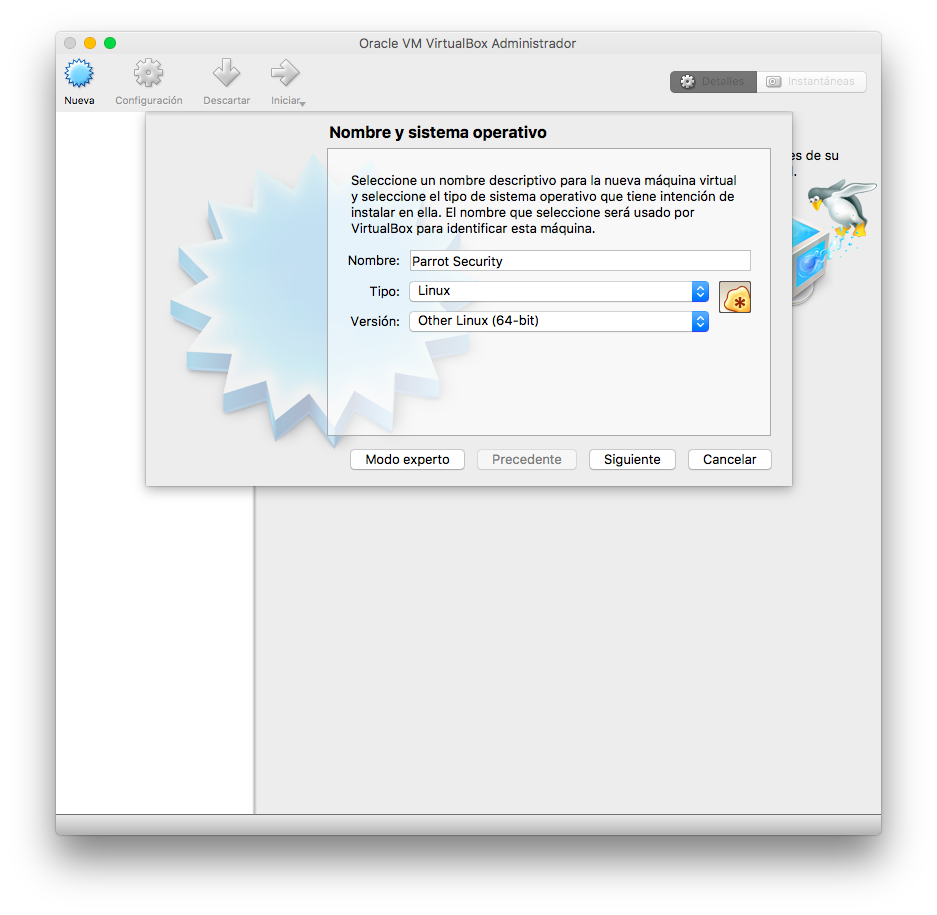 Oracle VM VirtualBox Administrador
Nueva
Configuración
Descartar
Iniciar
Detalles
Instantáneas
es de su
.
Nombre y sistema operativo
Seleccione un nombre descriptivo para la nueva máquina virtual
y seleccione el tipo de sistema operativo que tiene intención de
instalar en ella. El nombre que seleccione será usado por
VirtualBox para identificar esta máquina.
Nombre: Parrot Security
Tipo: Linux
Versión: Other Linux (64-bit)
Modo experto
Precedente
Siguiente
Cancelar